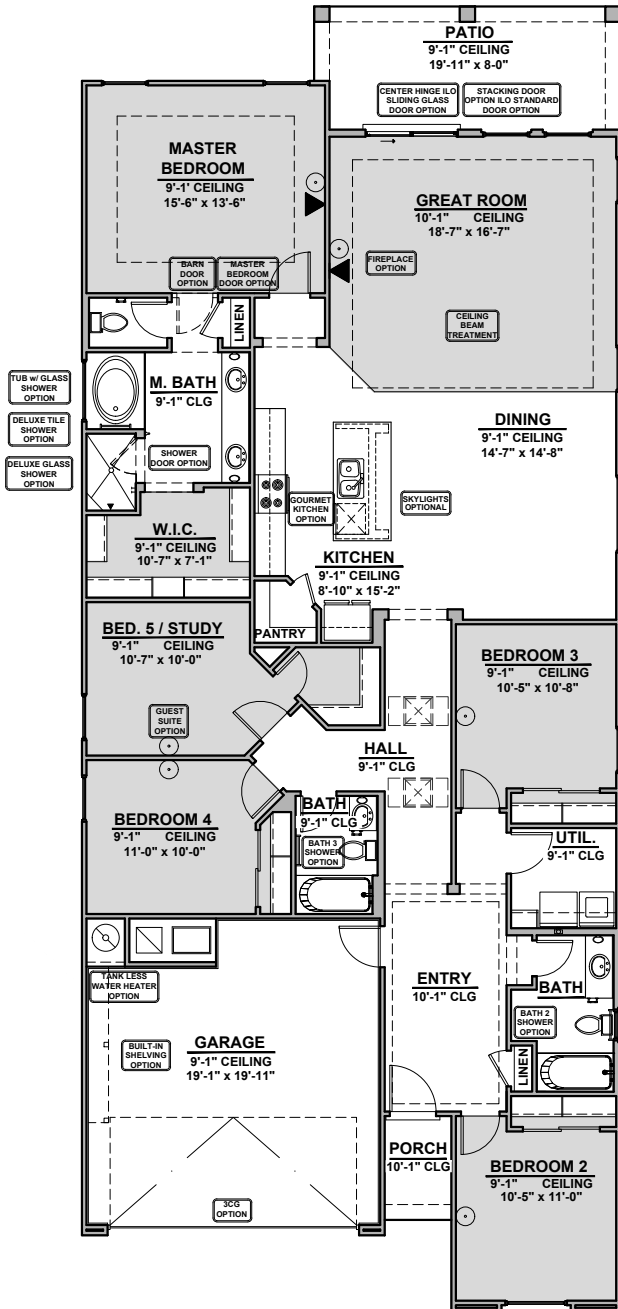 PATIO
9'-1" CEILING
19'-11" x 8-0"
CENTER HINGE ILO
SLIDING GLASS
DOOR OPTION
STACKING DOOR
OPTION ILO STANDARD
DOOR OPTION
MASTER
BEDROOM
9'-1' CEILING
15'-6" x 13'-6"
GREAT ROOM
10'-1" CEILING
18'-7" x 16'-7"
BARN
DOOR
OPTION
MASTER
BEDROOM
DOOR OPTION
FIREPLACE
OPTION
LINEN
CEILING
BEAM
TREATMENT
TUB w/ GLASS
SHOWER
OPTION
M. BATH
9'-1" CLG
DELUXE TILE
SHOWER
OPTION
DINING
9'-1" CEILING
14'-7" x 14'-8"
DELUXE GLASS
SHOWER
OPTION
SHOWER
DOOR OPTION
GOURMET
KITCHEN
OPTION
SKYLIGHTS
OPTIONAL
W.I.C.
9'-1" CEILING
10'-7" x 7'-1"
KITCHEN
9'-1" CEILING
8'-10" x 15'-2"
PANTRY
BED. 5 / STUDY
9'-1" CEILING
10'-7" x 10'-0"
BEDROOM 3
9'-1" CEILING
10'-5" x 10'-8"
GUEST
SUITE
OPTION
HALL
9'-1" CLG
BEDROOM 4
9'-1" CEILING
11'-0" x 10'-0"
BATH
9'-1" CLG
BATH 3
SHOWER
OPTION
UTIL.
9'-1" CLG
TANK LESS
WATER HEATER
OPTION
ENTRY
10'-1" CLG
BATH
BATH 2
SHOWER
OPTION
GARAGE
9'-1" CEILING
19'-1" x 19'-11"
BUILT-IN
SHELVING
OPTION
LINEN
PORCH
10'-1" CLG
BEDROOM 2
9'-1" CEILING
10'-5" x 11'-0"
3CG
OPTION